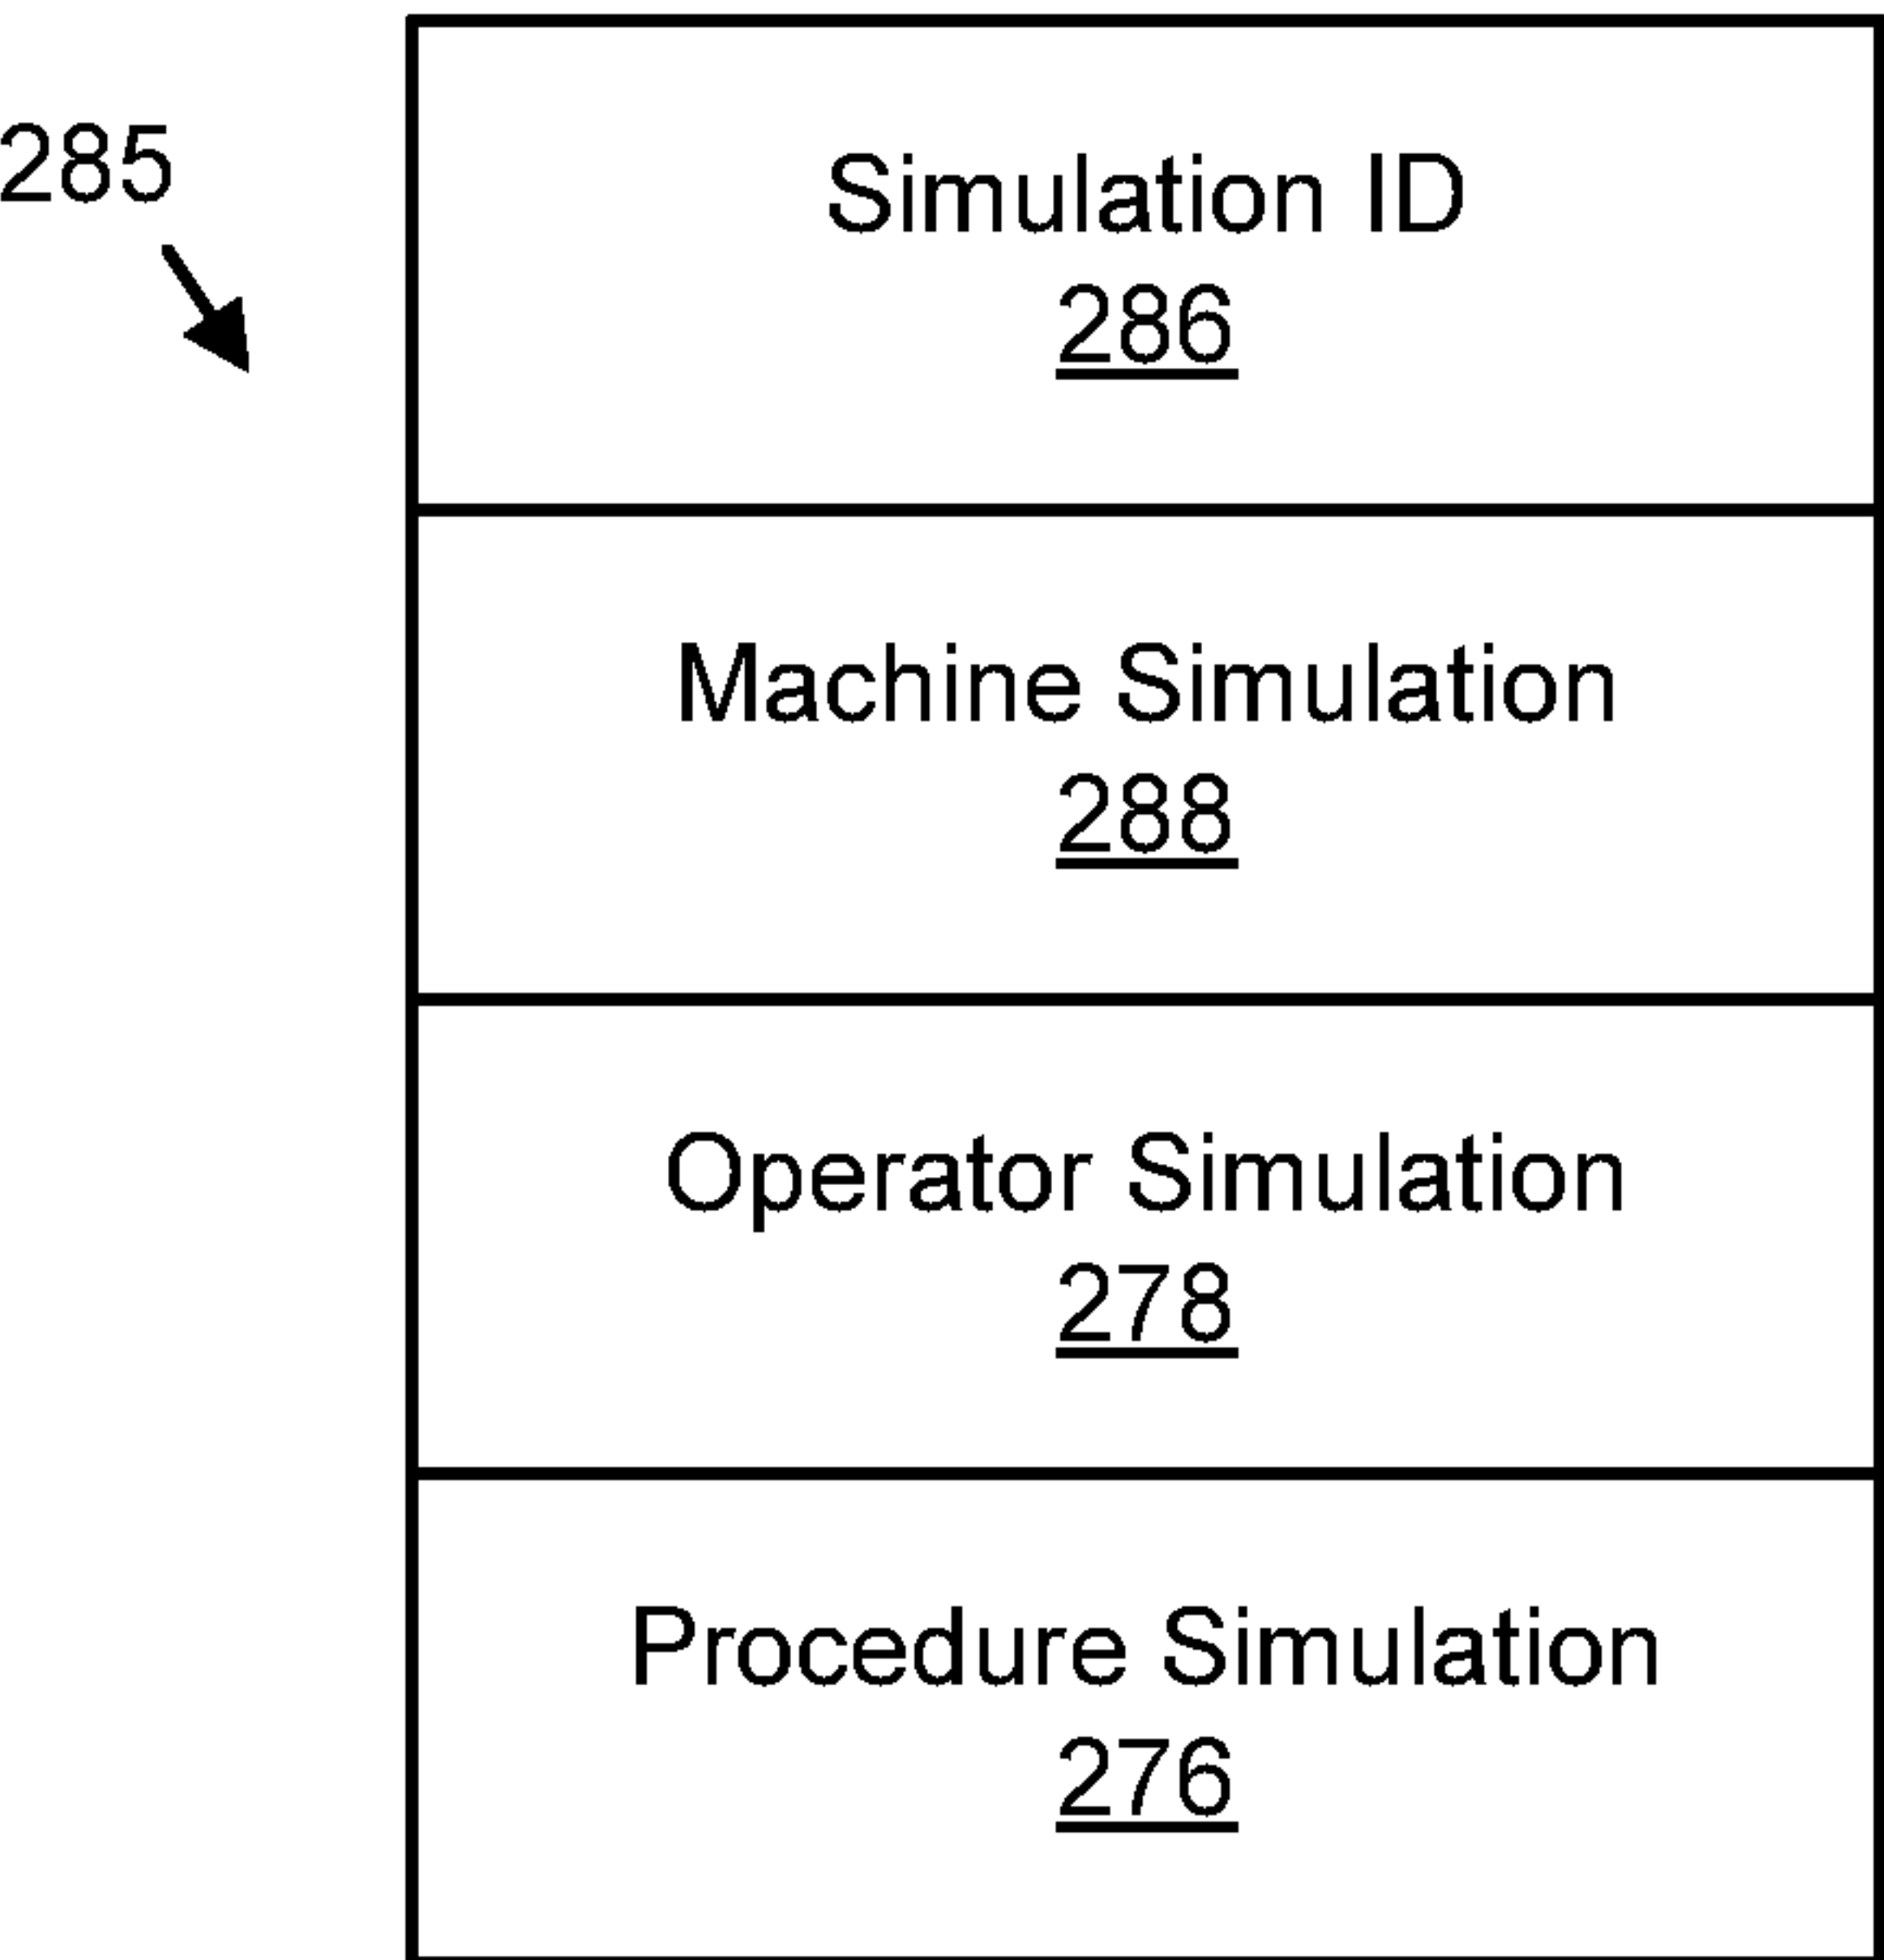 285
Simulation ID
286
Machine Simulation
288
Operator Simulation
278
Procedure Simulation
276